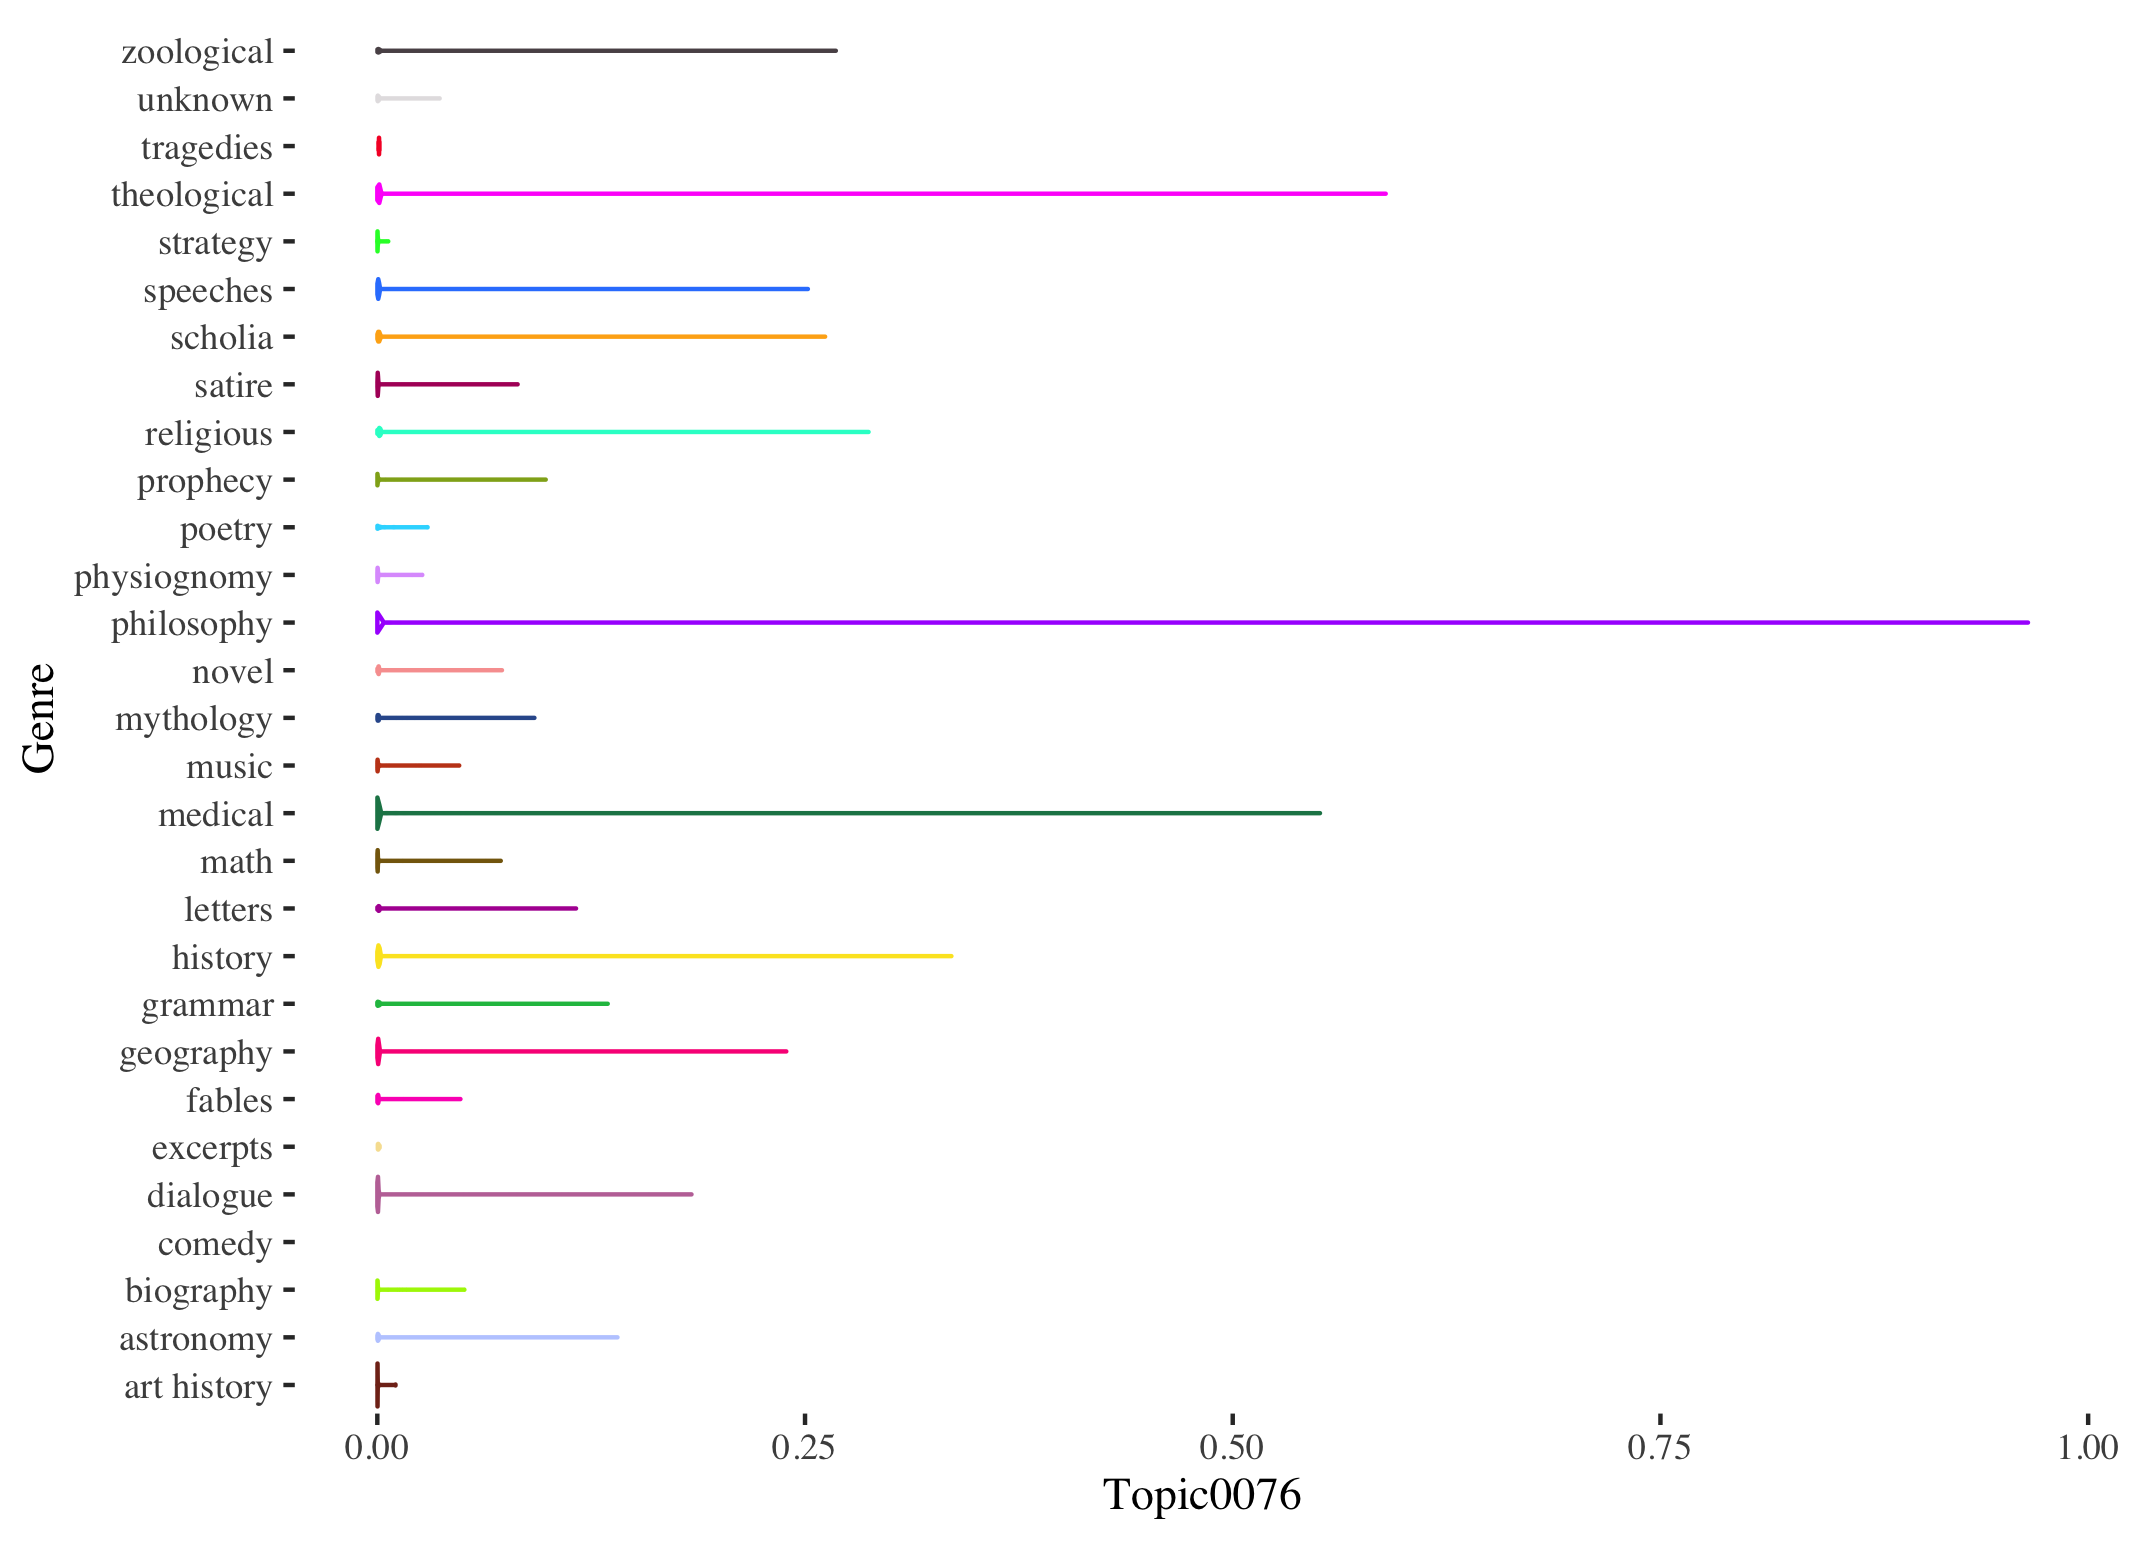 zoological
unknown
tragedies
theological
strategy
speeches
scholia
satire
religious
prophecy
poetry
physiognomy
philosophy
novel
mythology
music
medical
math
letters
history
grammar
geography
fables
excerpts
dialogue
comedy
biography
astronomy
art history
Genre
0.00 0.25 0.50 0.75 1.00
Topic0076